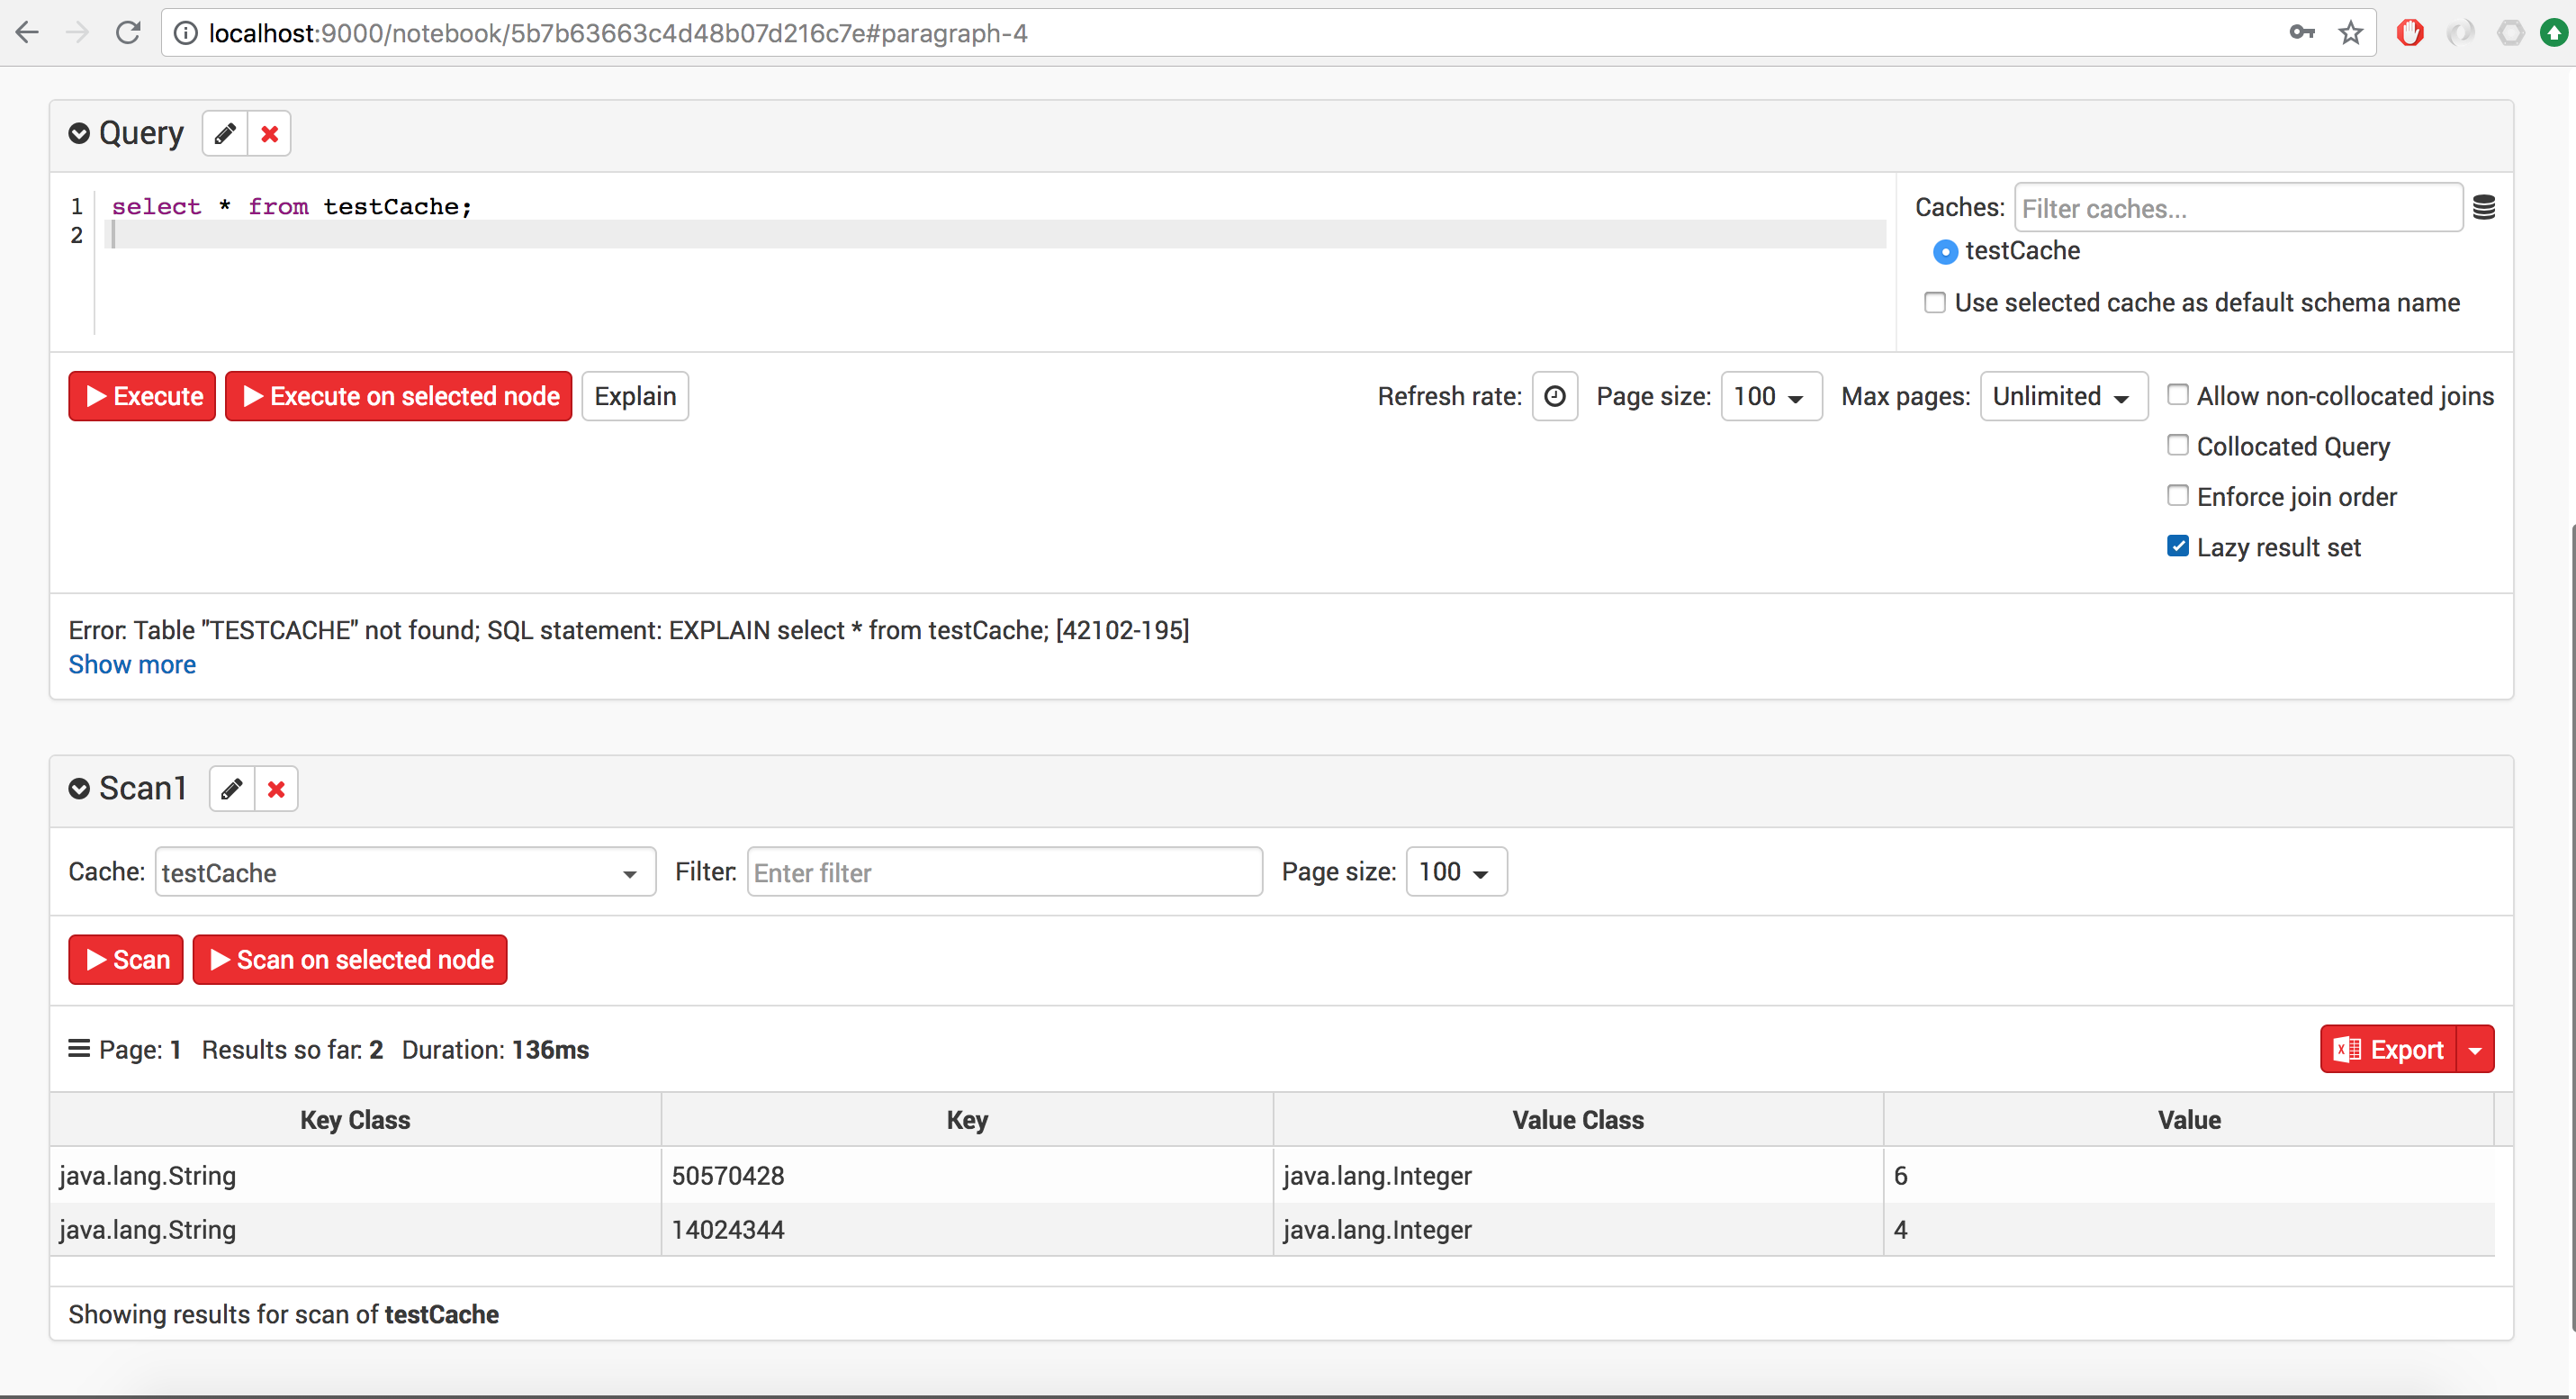 localhost:9000/notebook/5b7b63663c4d48b07d216c7e#paragraph-4
Query
1 select * from testCache;
2
Caches: Filter caches...
testCache
Use selected cache as default schema name
Execute Execute on selected node Explain Refresh rate: Page size: 100 Max pages: Unlimited Allow non-collocated joins
Collocated Query
Enforce join order
Lazy result set
Error: Table "TESTCACHE" not found; SQL statement: EXPLAIN select * from testCache; [42102-195]
Show more
Scan1
Cache: testCache Filter: Enter filter Page size: 100
Scan Scan on selected node
Page: 1 Results so far: 2 Duration: 136ms Export
Key Class Key Value Class Value
java.lang.String 50570428 java.lang.Integer 6
java.lang.String 14024344 java.lang.Integer 4
Showing results for scan of testCache